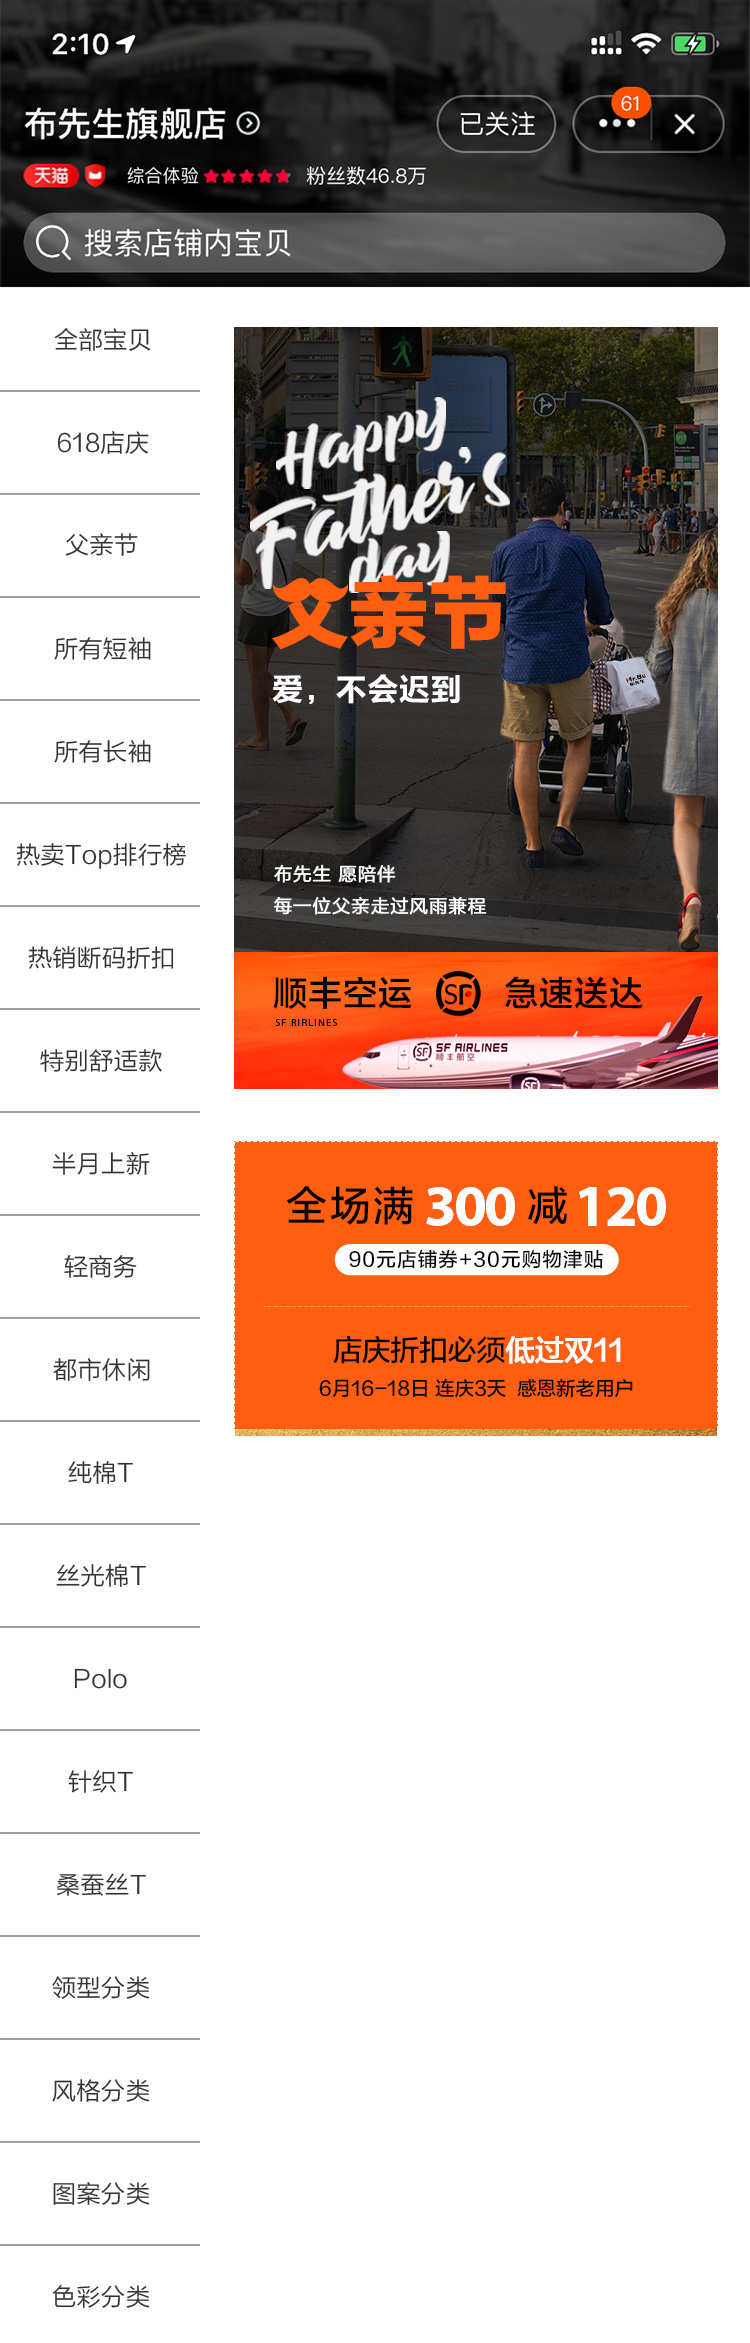 2:10
布先生旗舰店
已关注
61
天猫
综合体验
粉丝数46.8万
搜索店铺内宝贝
全部宝贝
618店庆
父亲节
所有短袖
所有长袖
热卖Top排行榜
热销断码折扣
特别舒适款
半月上新
轻商务
都市休闲
纯棉T
丝光棉T
Polo
针织T
桑蚕丝T
领型分类
风格分类
图案分类
色彩分类
Happy
Father's
day
父亲节
爱，不会迟到
Mr.Bu
布先生
布先生 愿陪伴
每一位父亲走过风雨兼程
顺丰空运 SF 急速送达
SF RIRLINES
SF SF AIRLINES
顺丰航空
SF
全场满 300 减 120
90元店铺券+30元购物津贴
店庆折扣必须低过双11
6月16-18日 连庆3天 感恩新老用户